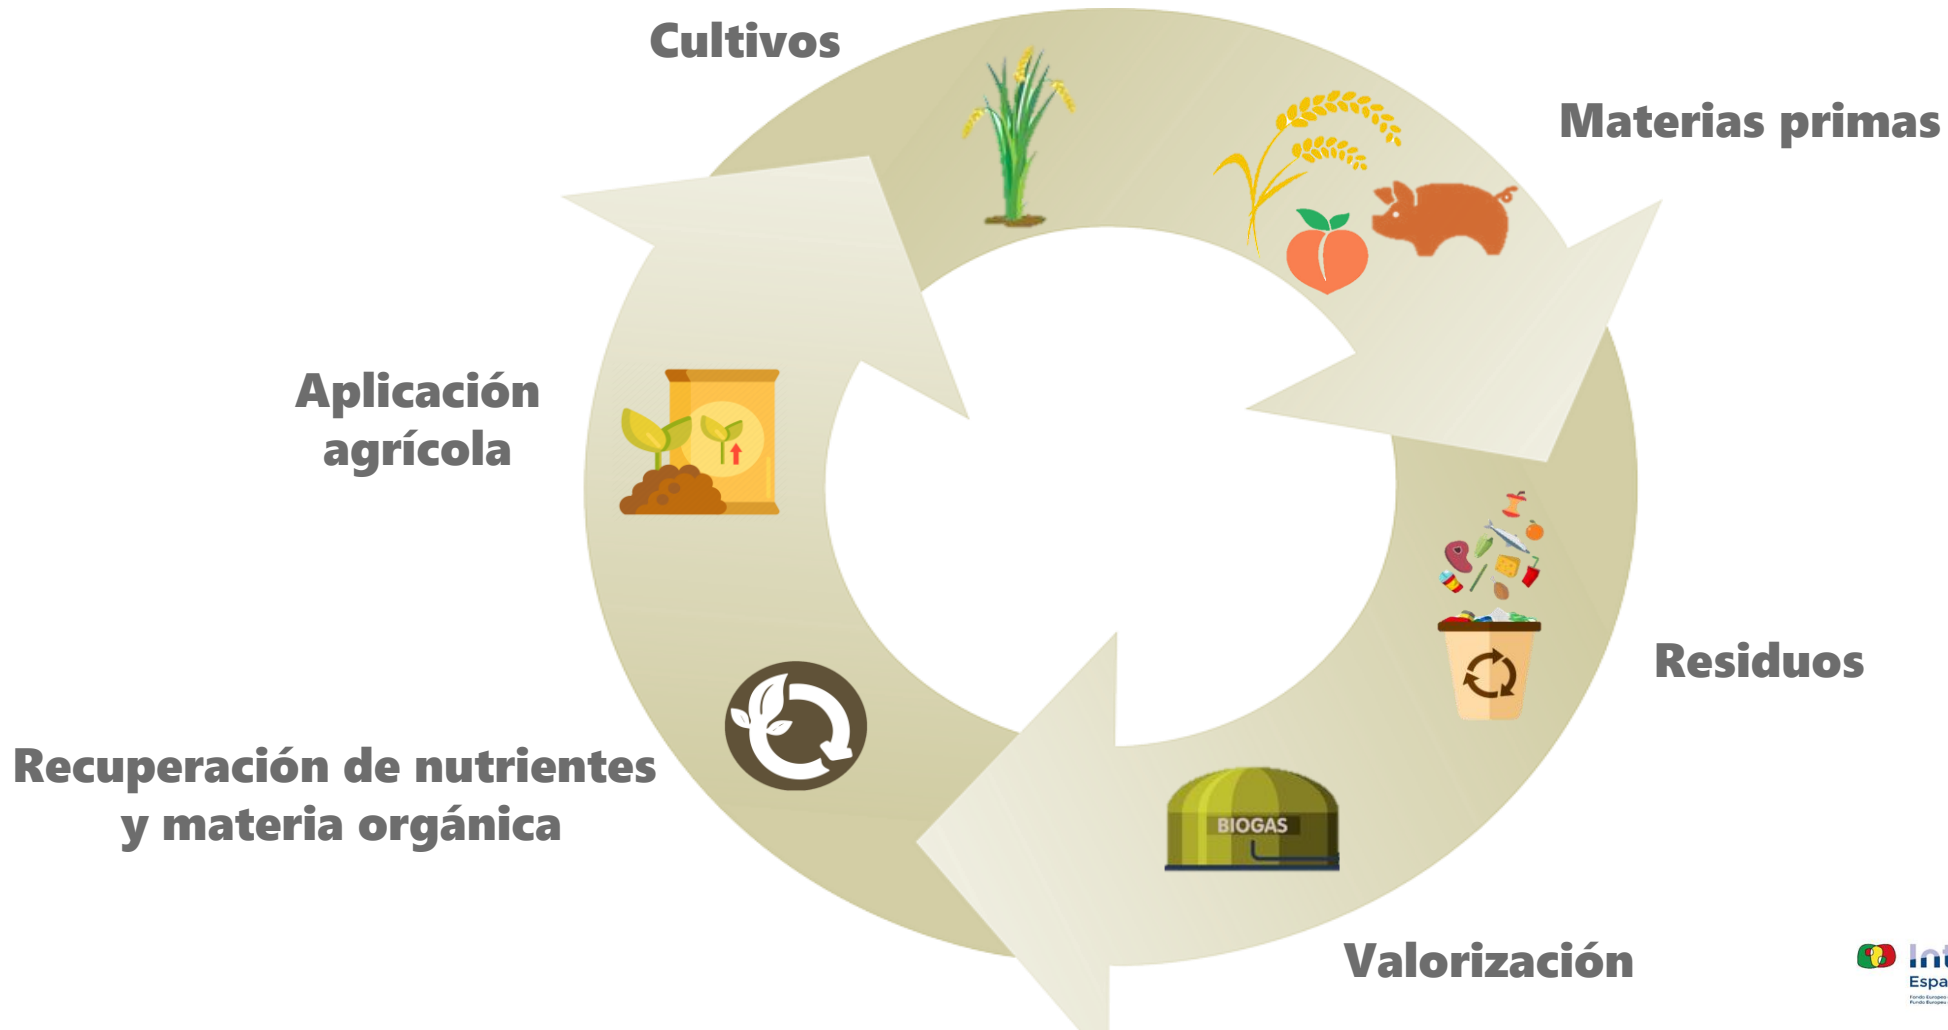 Cultivos
Materias primas
Aplicación
agrícola
Residuos
Recuperación de nutrientes
y materia orgánica
BIOGAS
Valorización